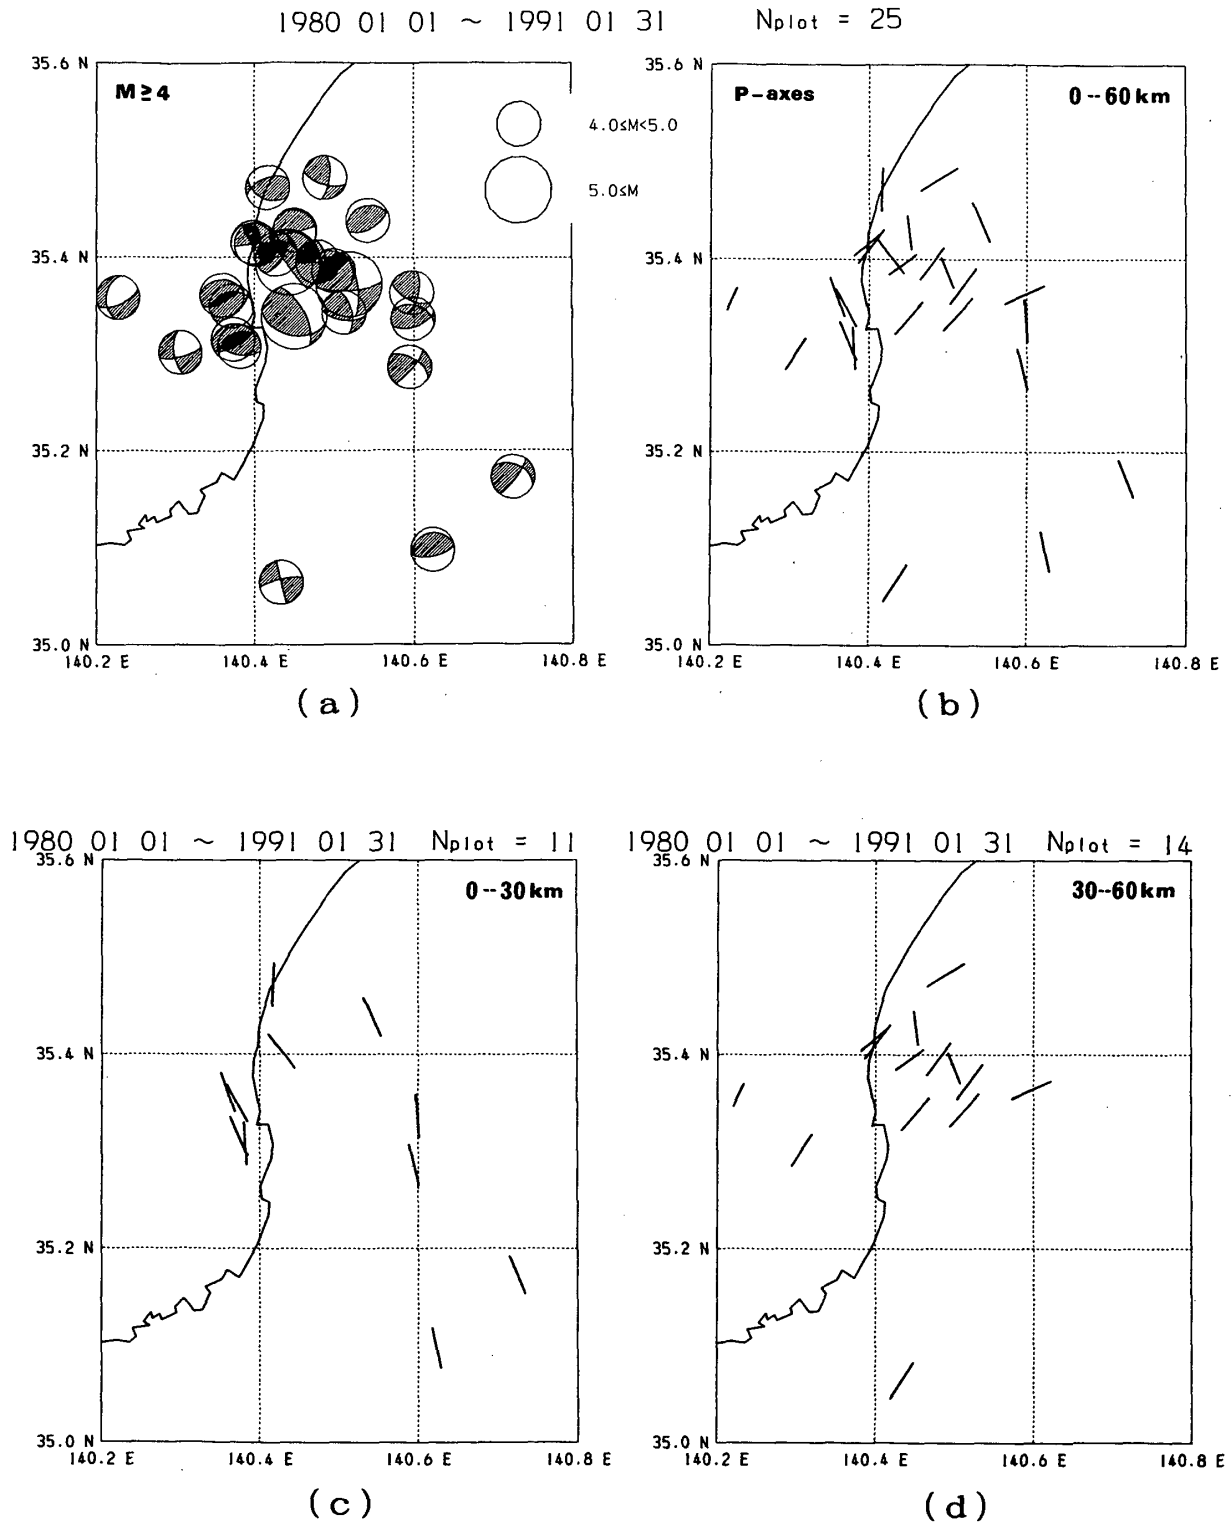 1980 01 01 ~ 1991 01 31 Nplot = 25
35.6 N
35.4 N
35.2 N
35.0 N
140.2 E 140.4 E 140.6 E 140.8 E
M≥4
4.0≤M<5.0
5.0≤M
(a)
35.6 N
35.4 N
35.2 N
35.0 N
140.2 E 140.4 E 140.6 E 140.8 E
P-axes 0--60km
(b)
1980 01 01 ~ 1991 01 31 Nplot = 11
35.6 N
35.4 N
35.2 N
35.0 N
140.2 E 140.4 E 140.6 E 140.8 E
0--30km
(c)
1980 01 01 ~ 1991 01 31 Nplot = 14
35.6 N
35.4 N
35.2 N
35.0 N
140.2 E 140.4 E 140.6 E 140.8 E
30--60km
(d)